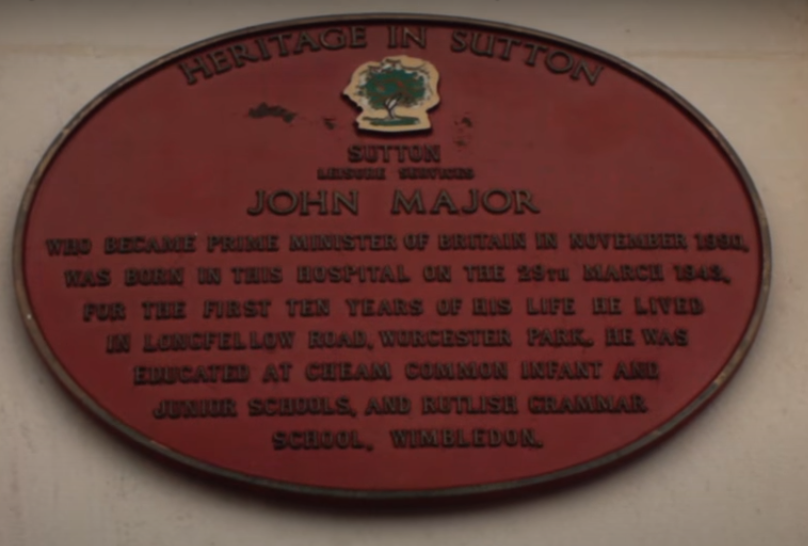 HERITAGE IN SUTTON
SUTTON
LEISURE SERVICES
JOHN MAJOR
WHO BECAME PRIME MINISTER OF BRITAIN IN NOVEMBER 1990,
WAS BORN IN THIS HOSPITAL ON THE 29TH MARCH 1943,
FOR THE FIRST TEN YEARS OF HIS LIFE HE LIVED
IN LONGFELLOW ROAD, WORCESTER PARK. HE WAS
EDUCATED AT CHEAM COMMON INFANT AND
JUNIOR SCHOOLS, AND RUTLISH GRAMMAR
SCHOOL, WIMBLEDON.